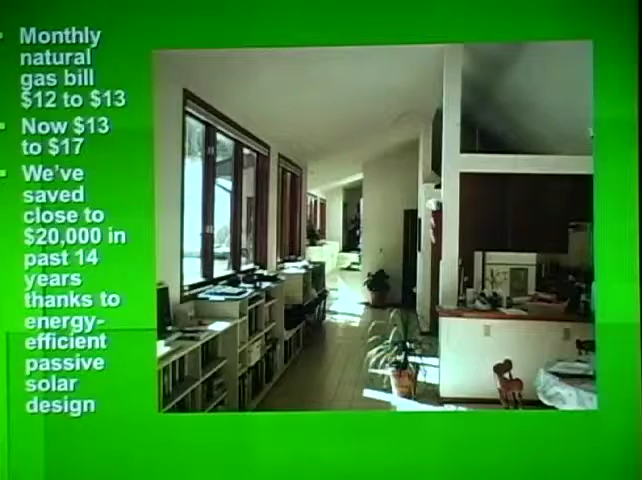 Monthly
natural
gas bill
$12 to $13
Now $13
to $17
We've
saved
close to
$20,000 in
past 14
years
thanks to
energy-
efficient
passive
solar
design